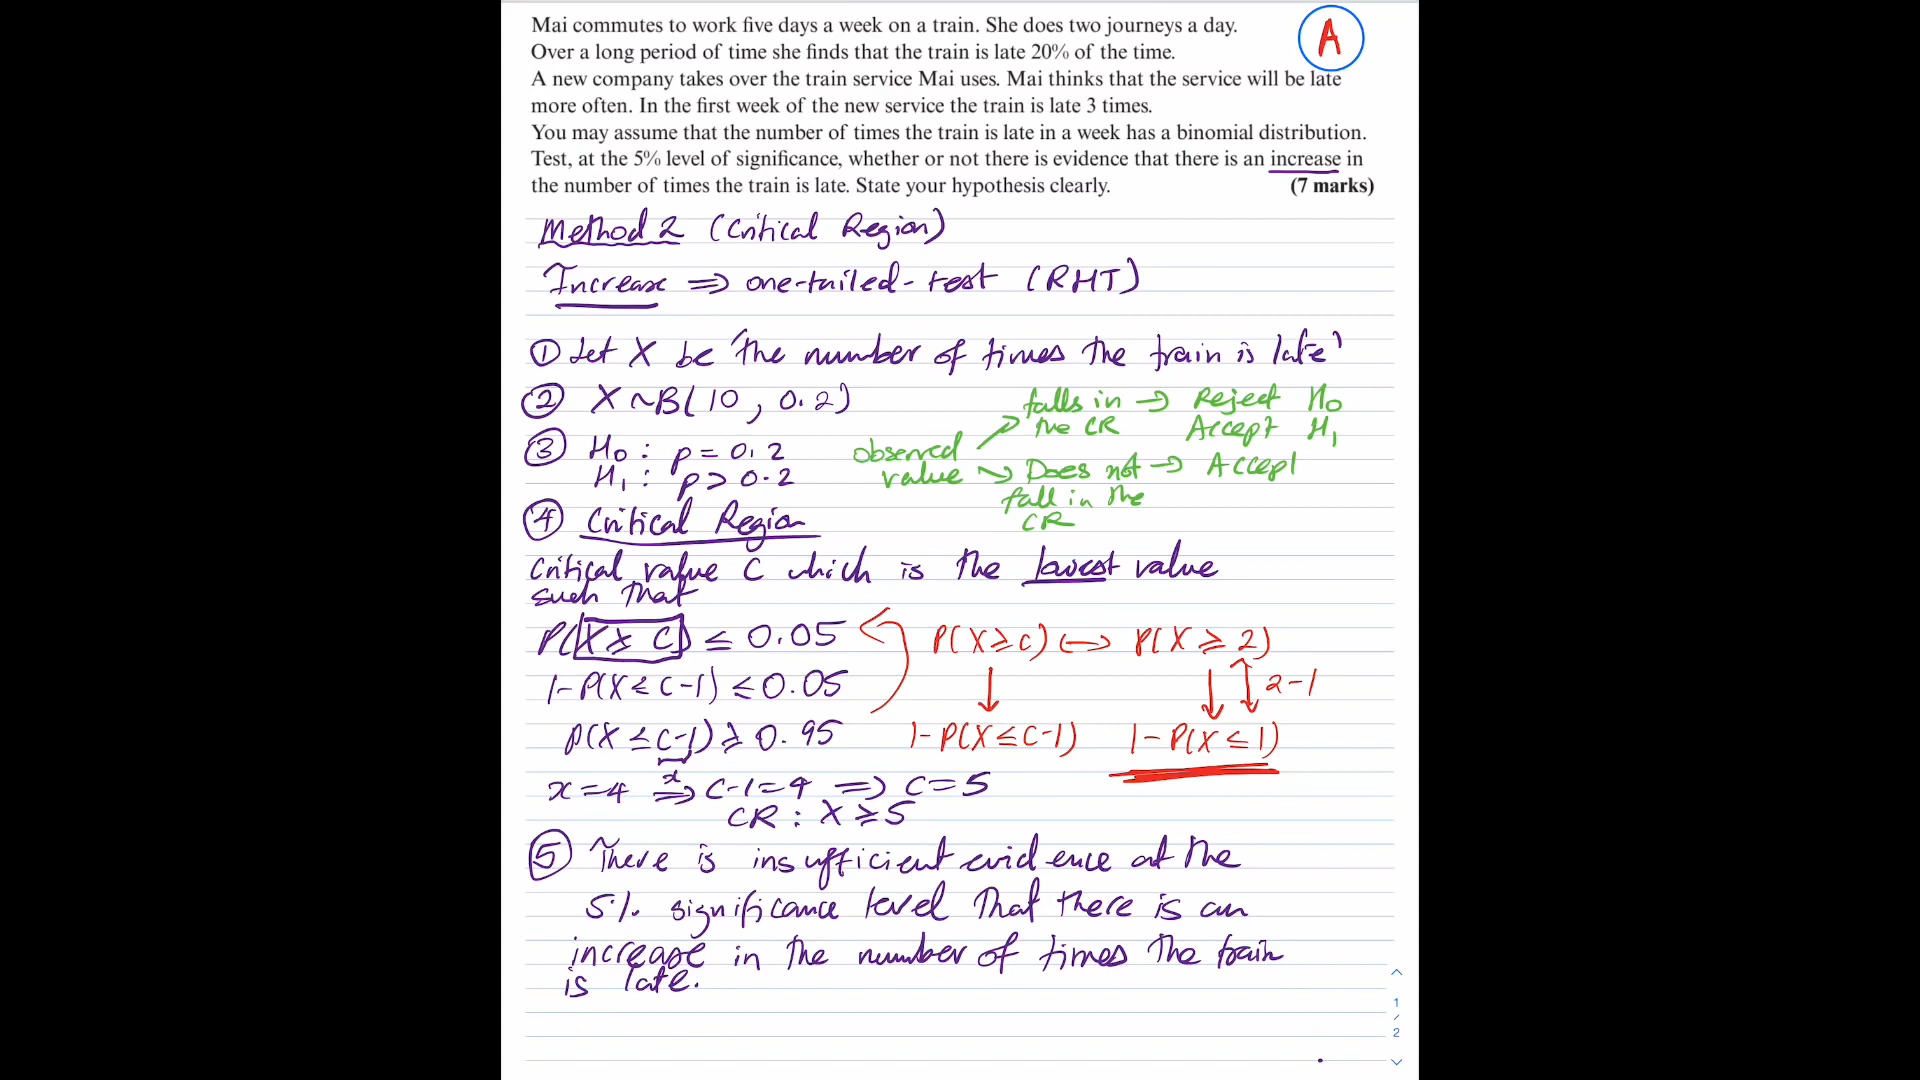 Mai commutes to work five days a week on a train. She does two journeys a day.
Over a long period of time she finds that the train is late 20% of the time.
A new company takes over the train service Mai uses. Mai thinks that the service will be late
more often. In the first week of the new service the train is late 3 times.
You may assume that the number of times the train is late in a week has a binomial distribution.
Test, at the 5% level of significance, whether or not there is evidence that there is an increase in
the number of times the train is late. State your hypothesis clearly. (7 marks)
A
Method 2 (Critical Region)
Increase ⇒ one-tailed-test (RHT)
① Let X be 'the number of times the train is late'
② X ~B(10, 0.2)
③ H₀ : p = 0.2
H₁ : p > 0.2
observed value
falls in the CR → Reject H₀ Accept H₁
Does not fall in the CR → Accept
④ Critical Region
Critical value C which is the lowest value
such that
P(X ≥ C) ≤ 0.05
1-P(X ≤ C-1) ≤ 0.05
P(X ≤ C-1) ≥ 0.95
x
x=4 ⇒ C-1=4 ⇒ C=5
CR : X ≥ 5
P(X≥C) ↔ P(X ≥ 2)
2-1
1-P(X≤C-1) 1-P(X ≤ 1)
⑤ There is insufficient evidence at the
5% significance level that there is an
increase in the number of times the train
is late.
1
/
2